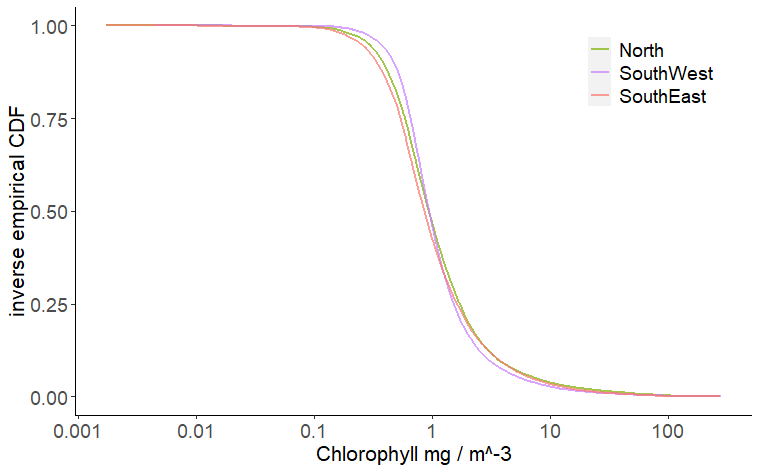 1.00
0.75
0.50
0.25
0.00
inverse empirical CDF
North
SouthWest
SouthEast
0.001 0.01 0.1 1 10 100
Chlorophyll mg / m^-3